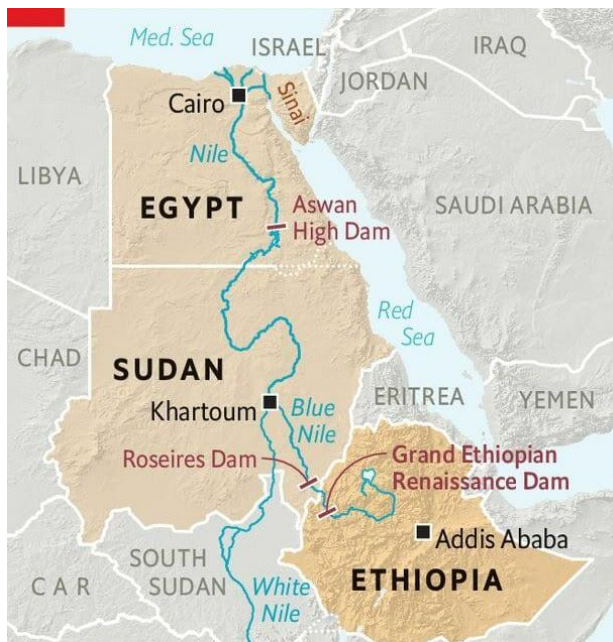 Med. Sea
ISRAEL
IRAQ
JORDAN
Cairo
Sinai
Nile
LIBYA
EGYPT
Aswan
High Dam
SAUDI ARABIA
Red
Sea
CHAD
SUDAN
ERITREA
YEMEN
Khartoum
Blue
Nile
Roseires Dam
Grand Ethiopian
Renaissance Dam
Addis Ababa
SOUTH
SUDAN
CAR
White
Nile
ETHIOPIA